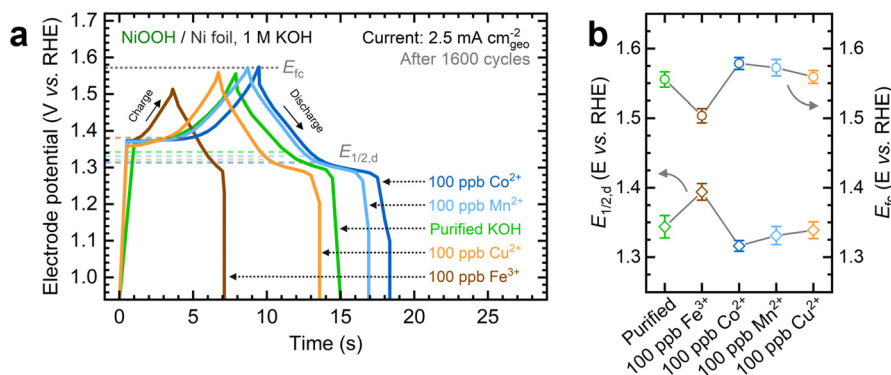 a
NiOOH / Ni foil, 1 M KOH
Current: 2.5 mA cm⁻²geo
After 1600 cycles
Efc
Charge
Discharge
E1/2,d
100 ppb Co²⁺
100 ppb Mn²⁺
Purified KOH
100 ppb Cu²⁺
100 ppb Fe³⁺
Electrode potential (V vs. RHE)
1.7
1.6
1.5
1.4
1.3
1.2
1.1
1.0
0
5
10
15
20
25
Time (s)
b
E1/2,d (E vs. RHE)
1.6
1.5
1.4
1.3
Efc (E vs. RHE)
1.6
1.5
1.4
1.3
Purified
100 ppb Fe³⁺
100 ppb Co²⁺
100 ppb Mn²⁺
100 ppb Cu²⁺